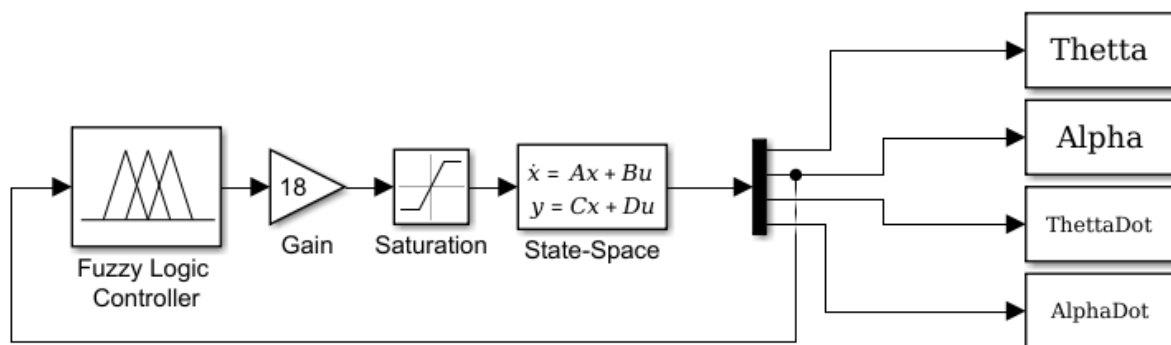 Thetta
Alpha
ThettaDot
AlphaDot
18
ẋ = Ax + Bu
y = Cx + Du
Gain
Saturation
State-Space
Fuzzy Logic
Controller